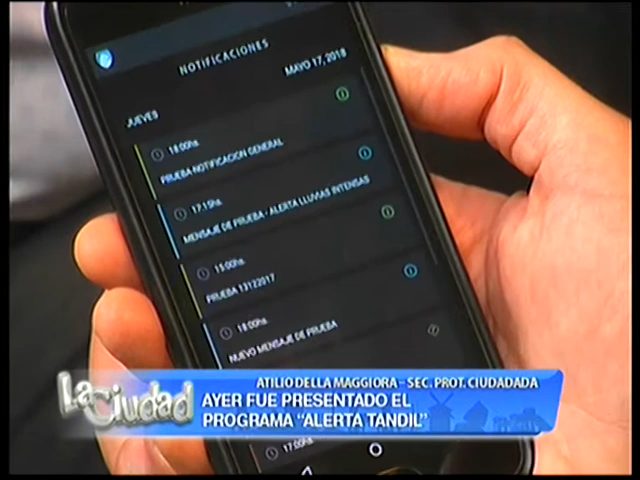 NOTIFICACIONES
MAYO 17, 2018
JUEVES
18:00hs.
PRUEBA NOTIFICACION GENERAL
17:15hs.
MENSAJE DE PRUEBA - ALERTA LLUVIAS INTENSAS
15:00hs.
PRUEBA 13122017
18:00hs.
NUEVO MENSAJE DE PRUEBA
La Ciudad
ATILIO DELLA MAGGIORA - SEC. PROT. CIUDADADA
AYER FUE PRESENTADO EL
PROGRAMA "ALERTA TANDIL"
17:00hs.